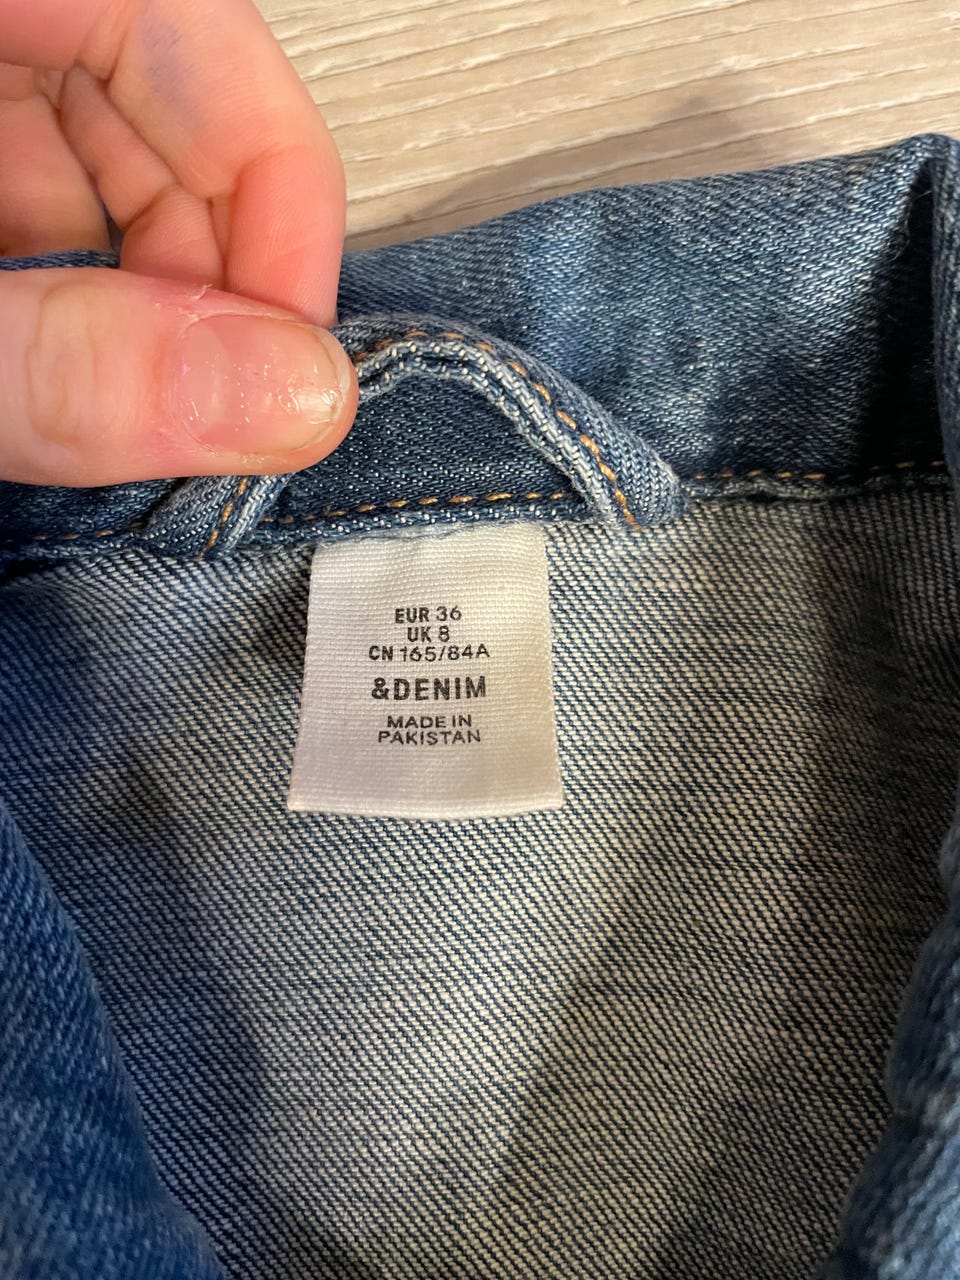 EUR 36
UK 8
CN 165/84A
&DENIM
MADE IN
PAKISTAN